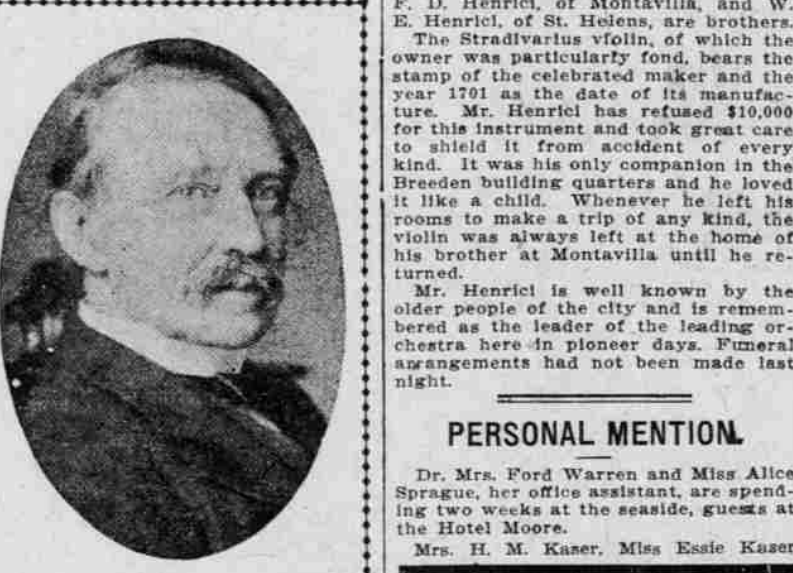 F. D. Henrici, of Montavilla, and W.
E. Henrici, of St. Helens, are brothers.
The Stradivarius violin, of which the
owner was particularly fond, bears the
stamp of the celebrated maker and the
year 1701 as the date of its manufac-
ture. Mr. Henrici has refused $10,000
for this instrument and took great care
to shield it from accident of every
kind. It was his only companion in the
Breeden building quarters and he loved
it like a child. Whenever he left his
rooms to make a trip of any kind, the
violin was always left at the home of
his brother at Montavilla until he re-
turned.
Mr. Henrici is well known by the
older people of the city and is remem-
bered as the leader of the leading or-
chestra here in pioneer days. Funeral
arrangements had not been made last
night.
PERSONAL MENTION.
Dr. Mrs. Ford Warren and Miss Alice
Sprague, her office assistant, are spend-
ing two weeks at the seaside, guests at
the Hotel Moore.
Mrs. H. M. Kaser, Miss Essie Kaser